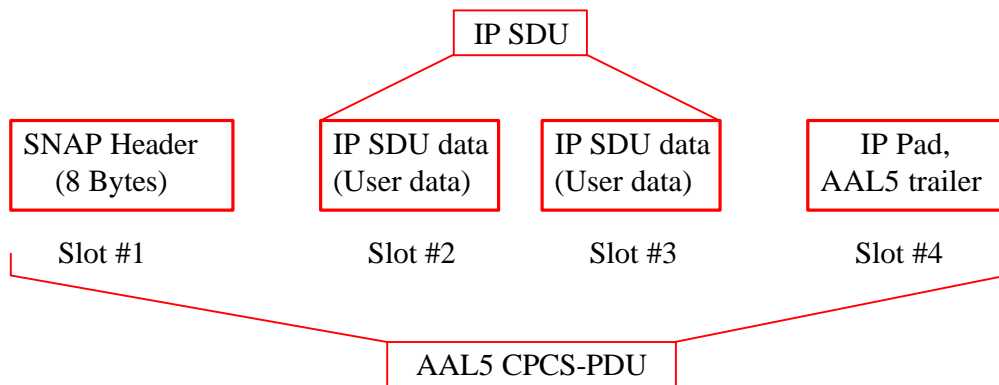 IP SDU
SNAP Header
(8 Bytes)
IP SDU data
(User data)
IP SDU data
(User data)
IP Pad,
AAL5 trailer
Slot #1
Slot #2
Slot #3
Slot #4
AAL5 CPCS-PDU